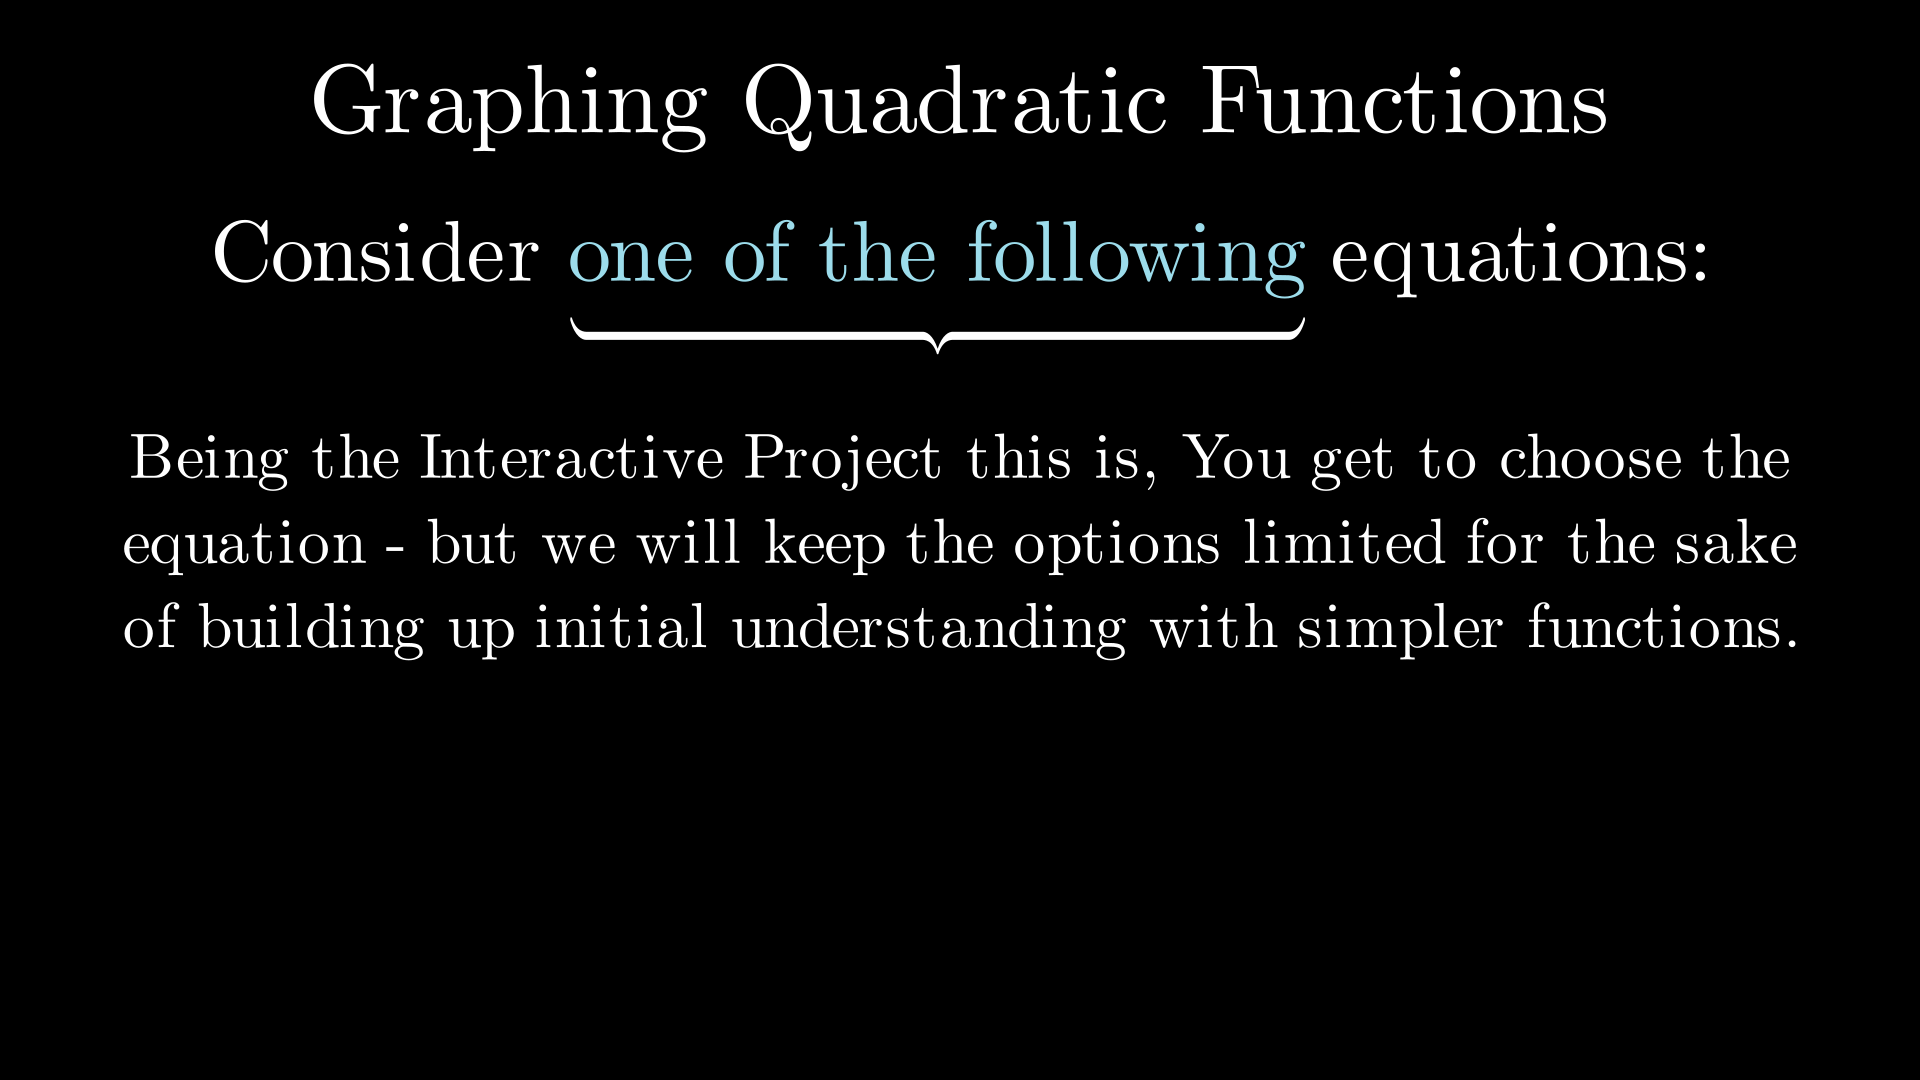 Graphing Quadratic Functions
Consider one of the following equations:
Being the Interactive Project this is, You get to choose the
equation - but we will keep the options limited for the sake
of building up initial understanding with simpler functions.